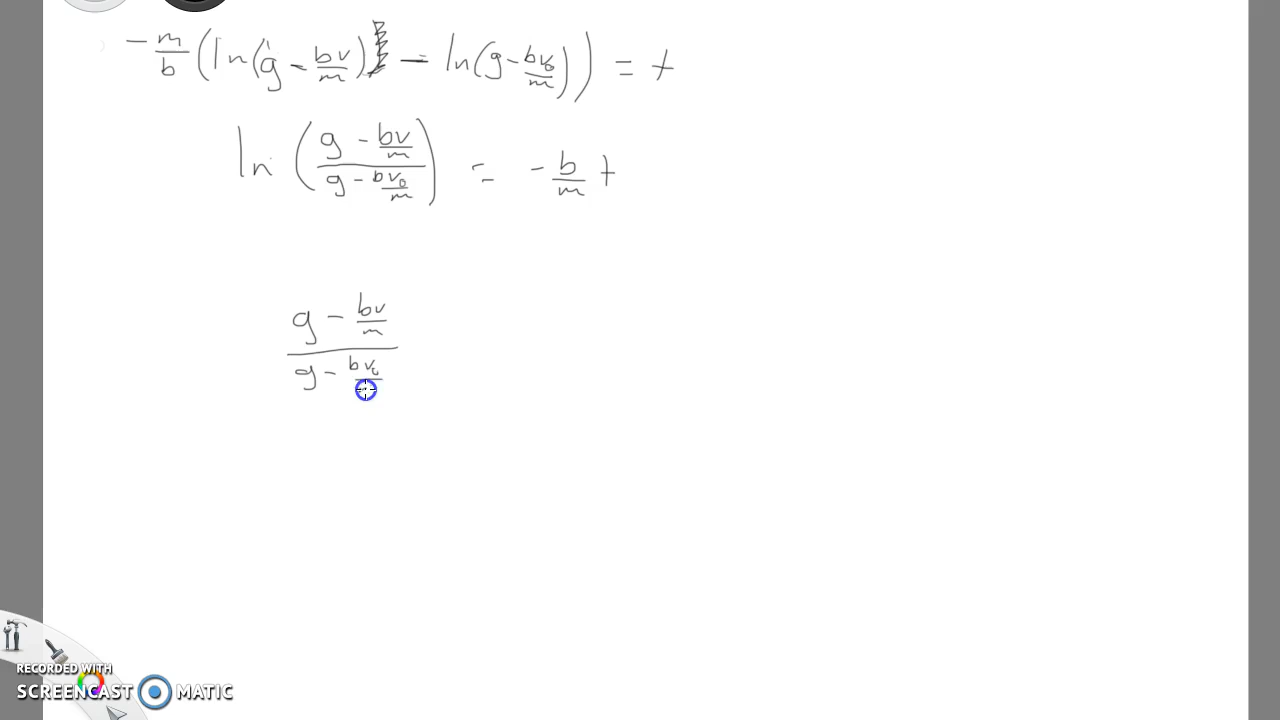 -m/b (ln(g - bv/m) - ln(g - bv₀/m)) = t
ln ((g - bv/m)/(g - bv₀/m)) = -b/m t
(g - bv/m)/(g - bv₀/
RECORDED WITH
SCREENCAST MATIC